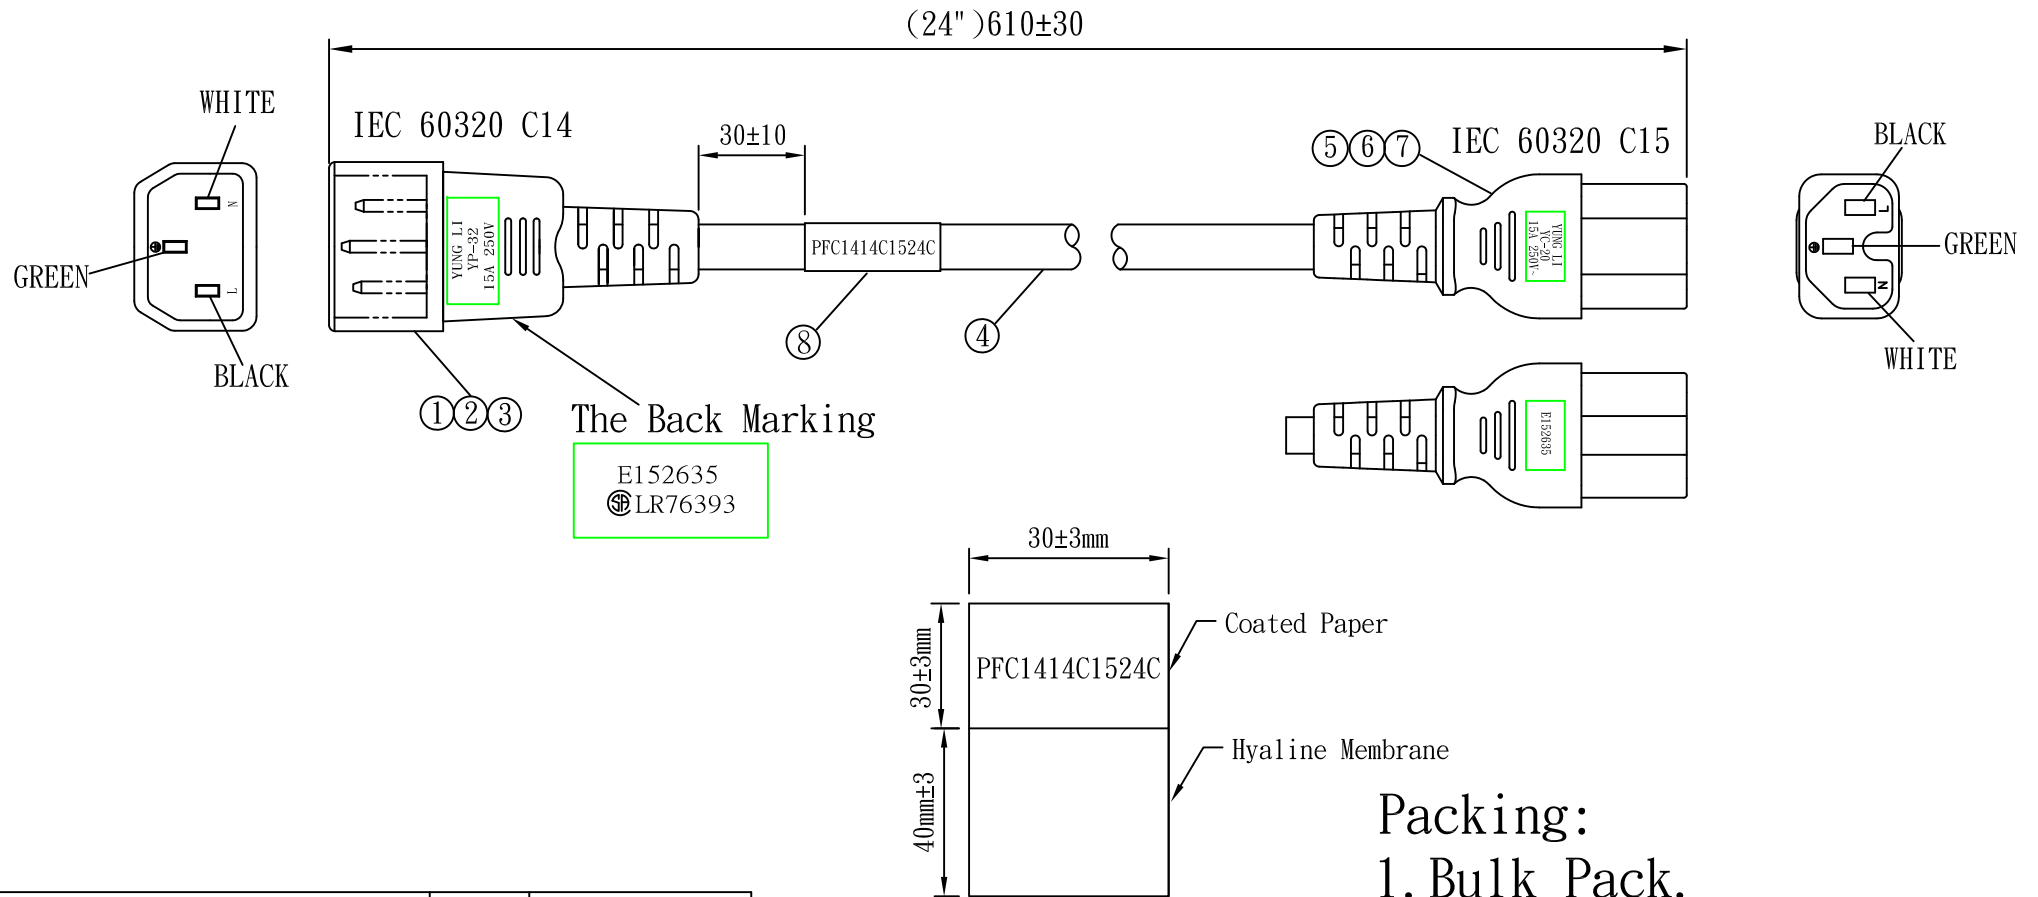 (24")610±30
WHITE
IEC 60320 C14
30±10
⑤⑥⑦
IEC 60320 C15
BLACK
N
L
GREEN
BLACK
YUNG LI
YP-32
15A 250V
PFC1414C1524C
YUNG LI
YC-20
15A 250V~
L
N
GREEN
WHITE
⑧
④
①②③
The Back Marking
E152635
LR76393
E152635
30±3mm
30±3mm
PFC1414C1524C
Coated Paper
40mm±3
Hyaline Membrane
Packing:
1.Bulk Pack.